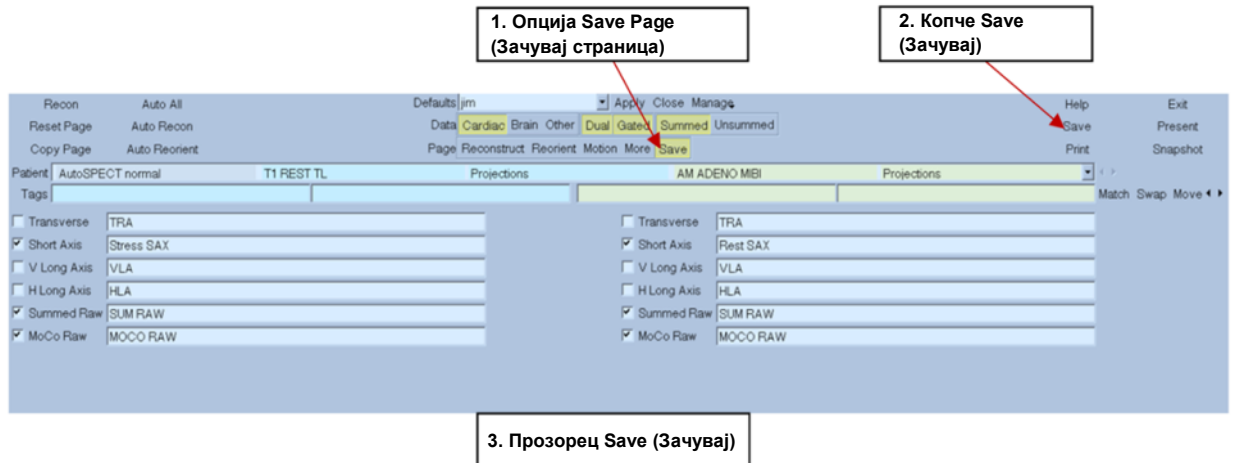 1. Опција Save Page
(Зачувај страница)
2. Копче Save
(Зачувај)
Recon Auto All Defaults jim Apply Close Manage Help Exit
Reset Page Auto Recon Data Cardiac Brain Other Dual Gated Summed Unsummed Save Present
Copy Page Auto Reorient Page Reconstruct Reorient Motion More Save Print Snapshot
Patient AutoSPECT normal T1 REST TL Projections AM ADENO MIBI Projections
Tags Match Swap Move
Transverse TRA Transverse TRA
Short Axis Stress SAX Short Axis Rest SAX
V Long Axis VLA V Long Axis VLA
H Long Axis HLA H Long Axis HLA
Summed Raw SUM RAW Summed Raw SUM RAW
MoCo Raw MOCO RAW MoCo Raw MOCO RAW
3. Прозорец Save (Зачувај)